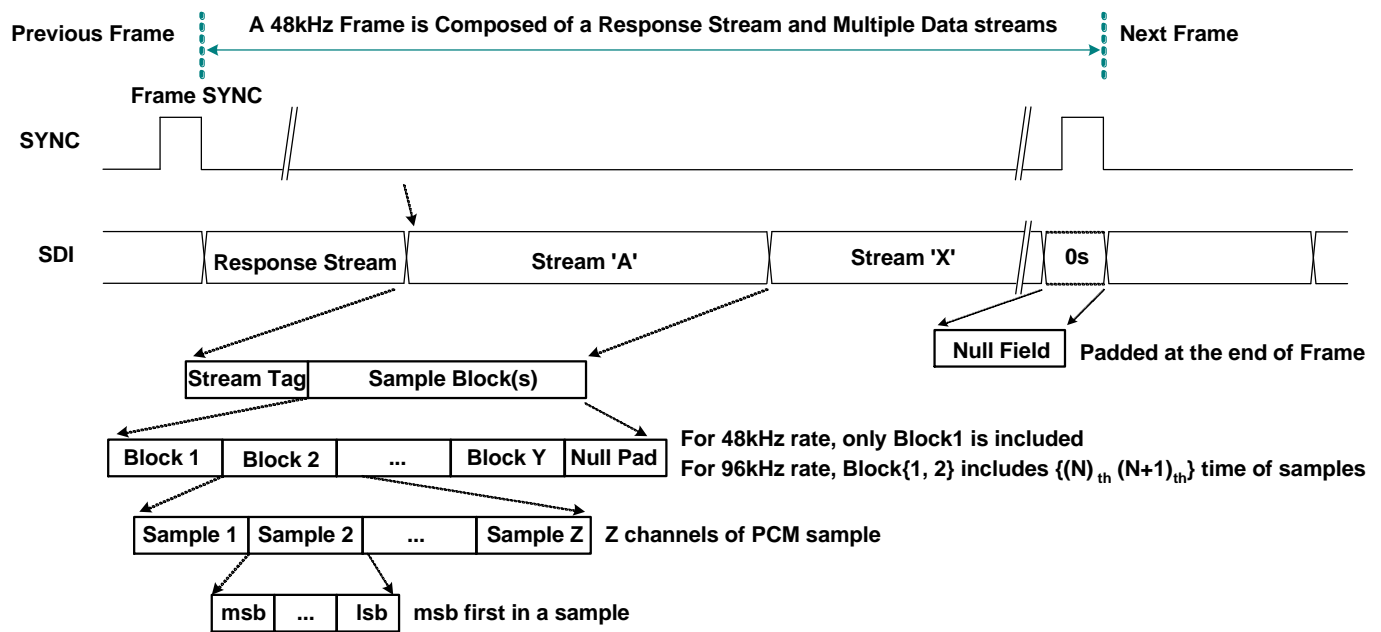 A 48kHz Frame is Composed of a Response Stream and Multiple Data streams
Previous Frame
Next Frame
Frame SYNC
SYNC
SDI
Response Stream
Stream 'A'
Stream 'X'
0s
Null Field
Padded at the end of Frame
Stream Tag
Sample Block(s)
Block 1
Block 2
...
Block Y
Null Pad
For 48kHz rate, only Block1 is included
For 96kHz rate, Block{1, 2} includes {(N)th (N+1)th} time of samples
Sample 1
Sample 2
...
Sample Z
Z channels of PCM sample
msb
...
lsb
msb first in a sample